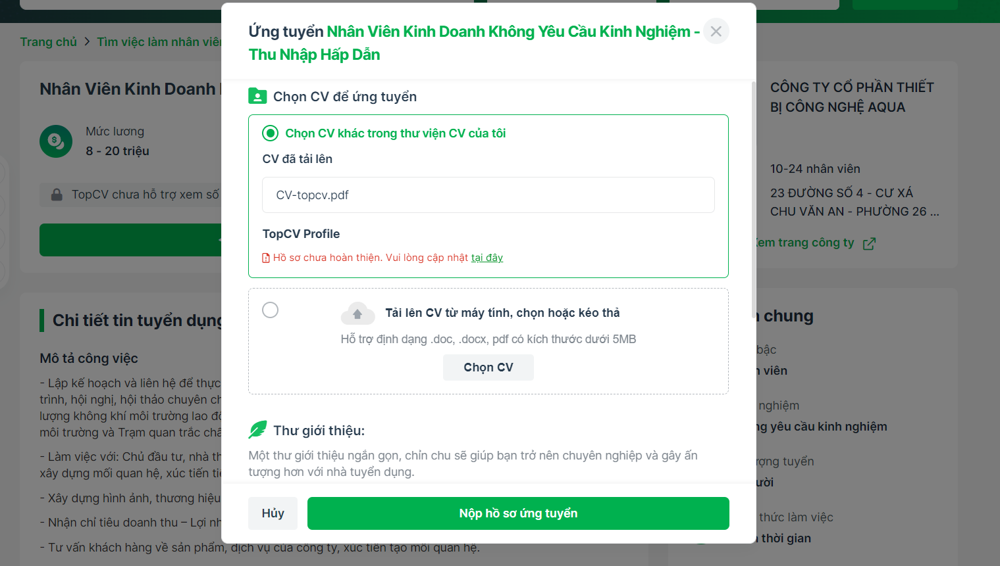 Ứng tuyển Nhân Viên Kinh Doanh Không Yêu Cầu Kinh Nghiệm -
Thu Nhập Hấp Dẫn
Chọn CV để ứng tuyển
Chọn CV khác trong thư viện CV của tôi
CV đã tải lên
CV-topcv.pdf
TopCV Profile
Hồ sơ chưa hoàn thiện. Vui lòng cập nhật tại đây
Tải lên CV từ máy tính, chọn hoặc kéo thả
Hỗ trợ định dạng .doc, .docx, pdf có kích thước dưới 5MB
Chọn CV
Thư giới thiệu:
Một thư giới thiệu ngắn gọn, chỉn chu sẽ giúp bạn trở nên chuyên nghiệp và gây ấn
tượng hơn với nhà tuyển dụng.
Hủy
Nộp hồ sơ ứng tuyển
Trang chủ
Tìm việc làm nhân viên
Nhân Viên Kinh Doanh
Mức lương
8 - 20 triệu
TopCV chưa hỗ trợ xem số
Chi tiết tin tuyển dụng
Mô tả công việc
- Lập kế hoạch và liên hệ để thực
trình, hội nghị, hội thảo chuyên
lượng không khí môi trường lao
môi trường và Trạm quan trắc
- Làm việc với: Chủ đầu tư, nhà
xây dựng mối quan hệ, xúc tiến
- Xây dựng hình ảnh, thương hiệu
- Nhận chỉ tiêu doanh thu – Lợi
- Tư vấn khách hàng về sản phẩm, dịch vụ của công ty, xúc tiến tạo mối quan hệ.
CÔNG TY CỔ PHẦN THIẾT
BỊ CÔNG NGHỆ AQUA
10-24 nhân viên
23 ĐƯỜNG SỐ 4 - CƯ XÁ
CHU VĂN AN - PHƯỜNG 26 ...
trang công ty
chung
bậc
viên
nghiệm
yêu cầu kinh nghiệm
tuyển
thức làm việc
thời gian